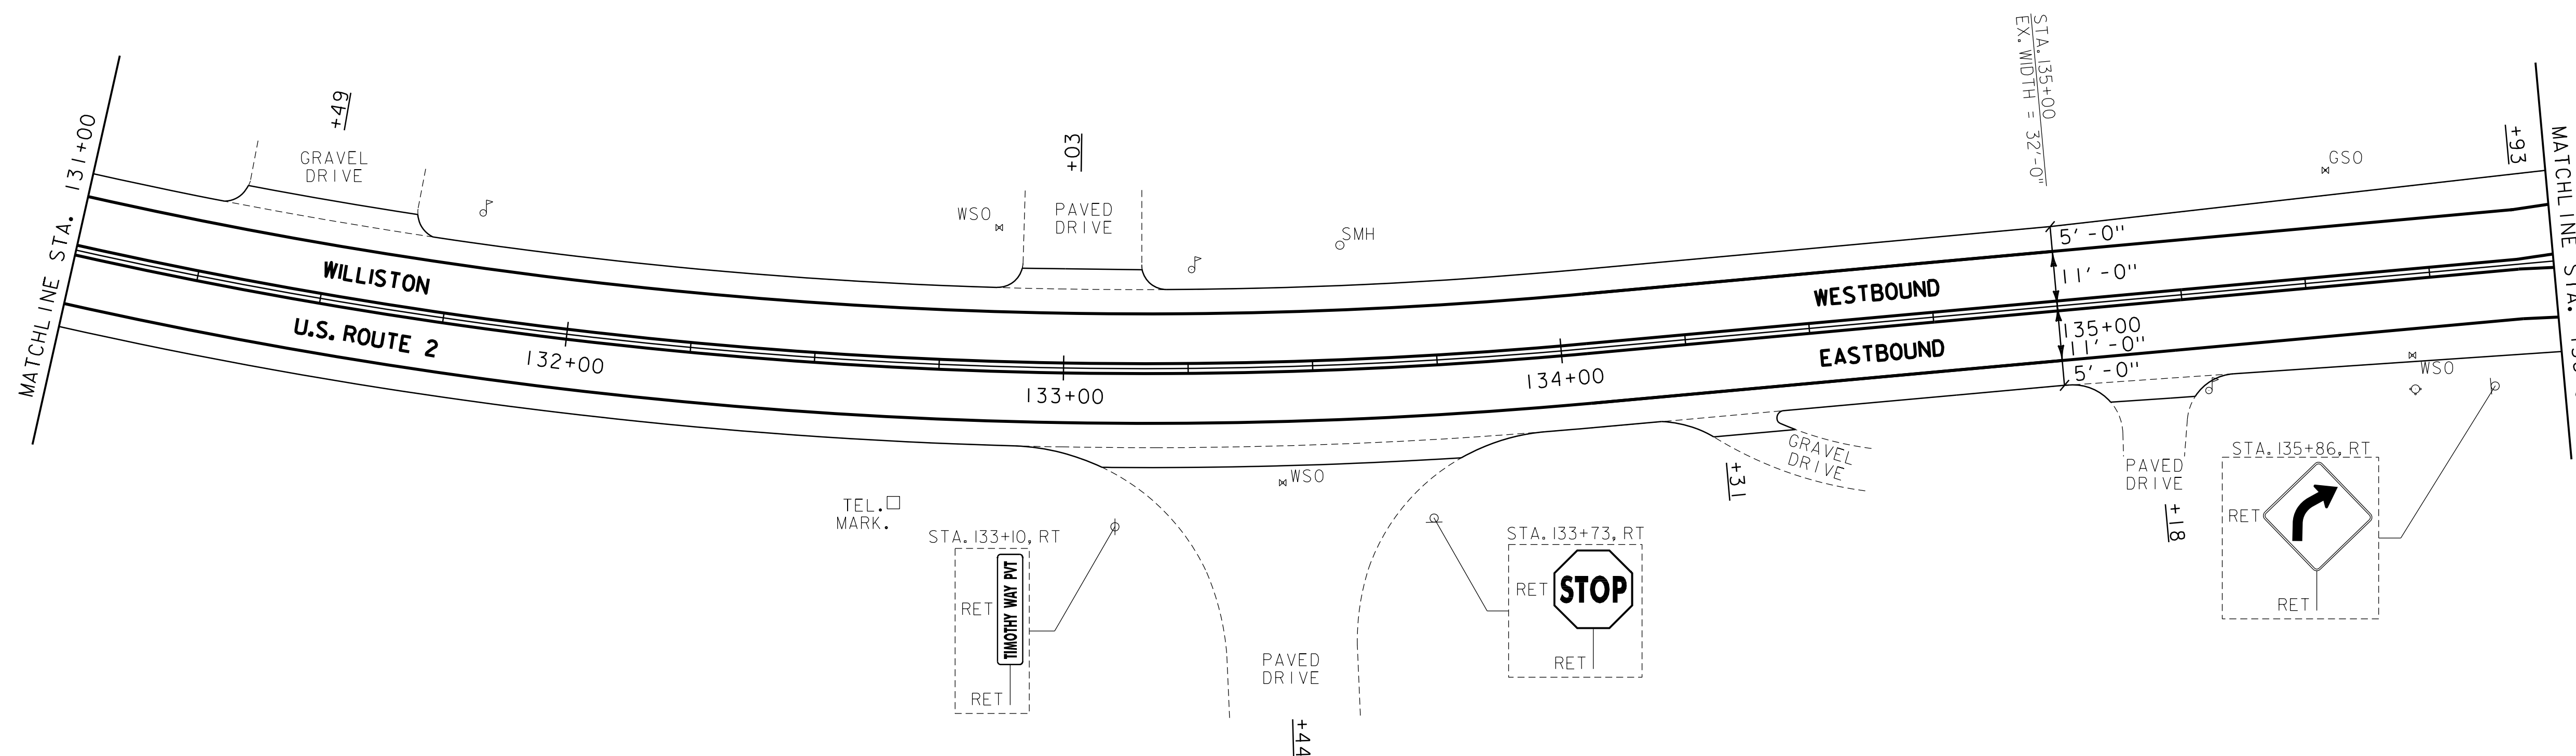 MATCHLINE STA. 131+00
+49
GRAVEL
DRIVE
WILLISTON
U.S. ROUTE 2
132+00
WSO
+03
PAVED
DRIVE
SMH
133+00
134+00
TEL.
MARK.
STA. 133+10, RT
RET
TIMOTHY WAY PVT
RET
WSO
PAVED
DRIVE
+44
STA. 133+73, RT
RET
STOP
RET
WESTBOUND
EASTBOUND
+31
GRAVEL
DRIVE
STA. 135+00
EX. WIDTH = 32'-0"
5'-0"
11'-0"
135+00
11'-0"
5'-0"
PAVED
DRIVE
+18
GSO
+93
WSO
STA. 135+86, RT
RET
RET
MATCHLINE STA.